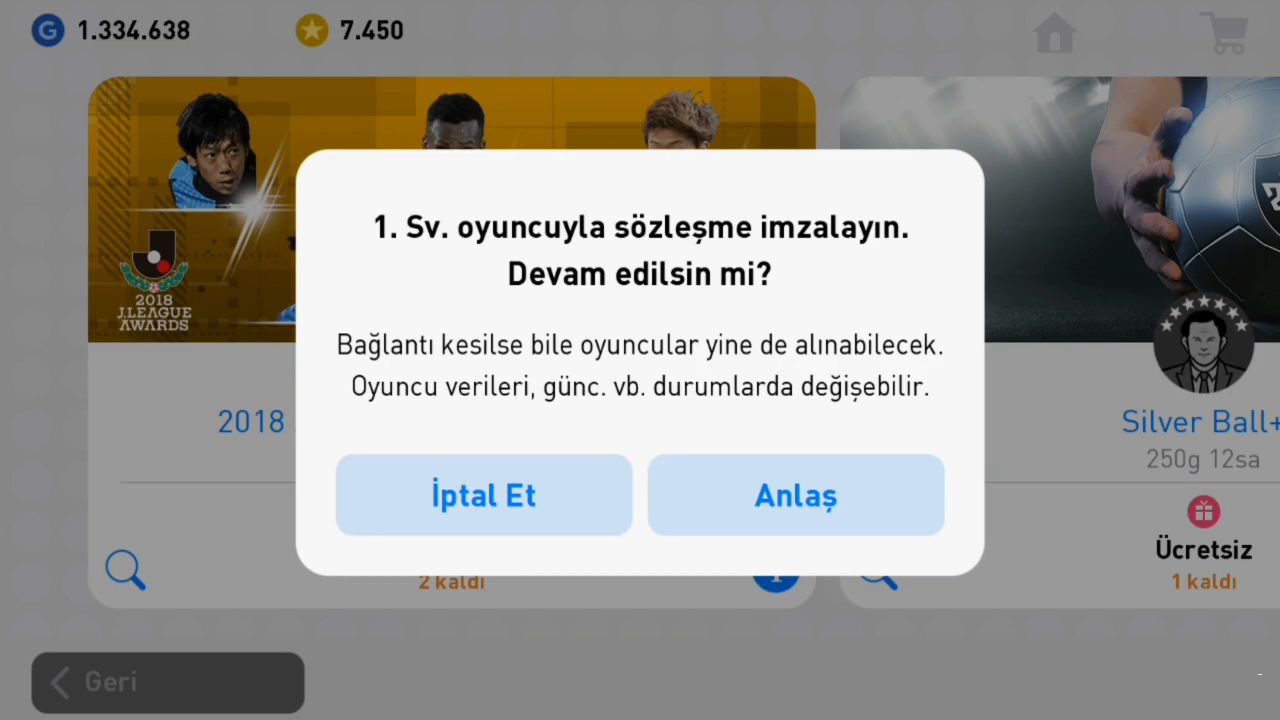 1.334.638
7.450
1. Sv. oyuncuyla sözleşme imzalayın.
Devam edilsin mi?
Bağlantı kesilse bile oyuncular yine de alınabilecek.
Oyuncu verileri, günc. vb. durumlarda değişebilir.
İptal Et
Anlaş
2018
J.LEAGUE
AWARDS
2018
2 kaldı
Silver Ball+
250g 12sa
Ücretsiz
1 kaldı
Geri